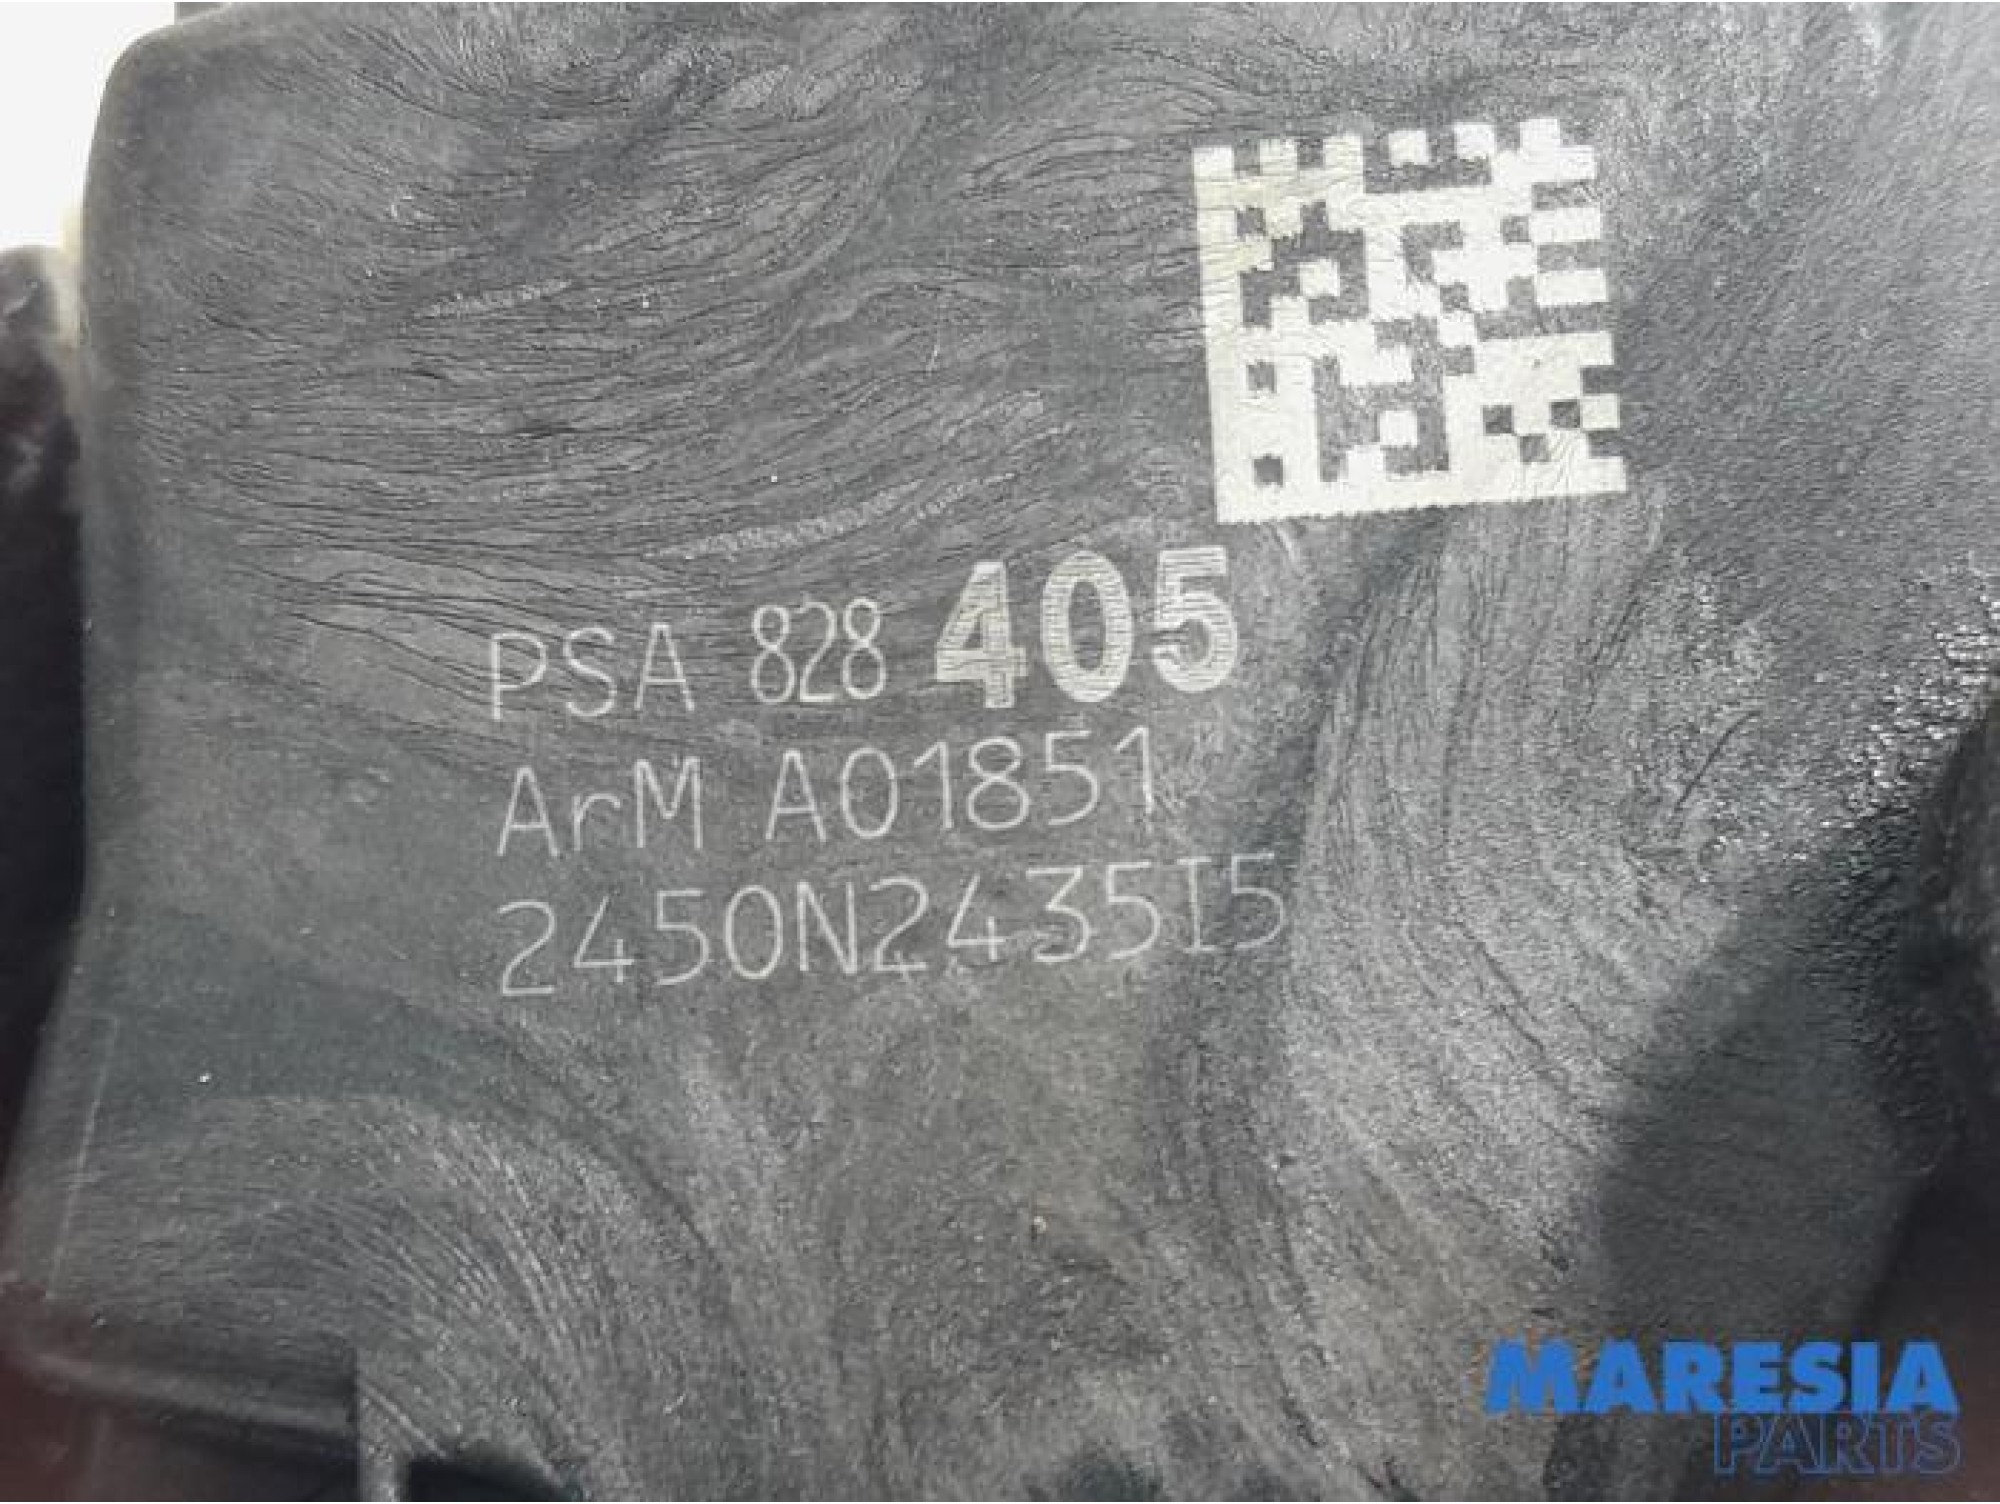 PSA 828 405
ArM A01851
2450N2435I5
MARESIA
PARTS